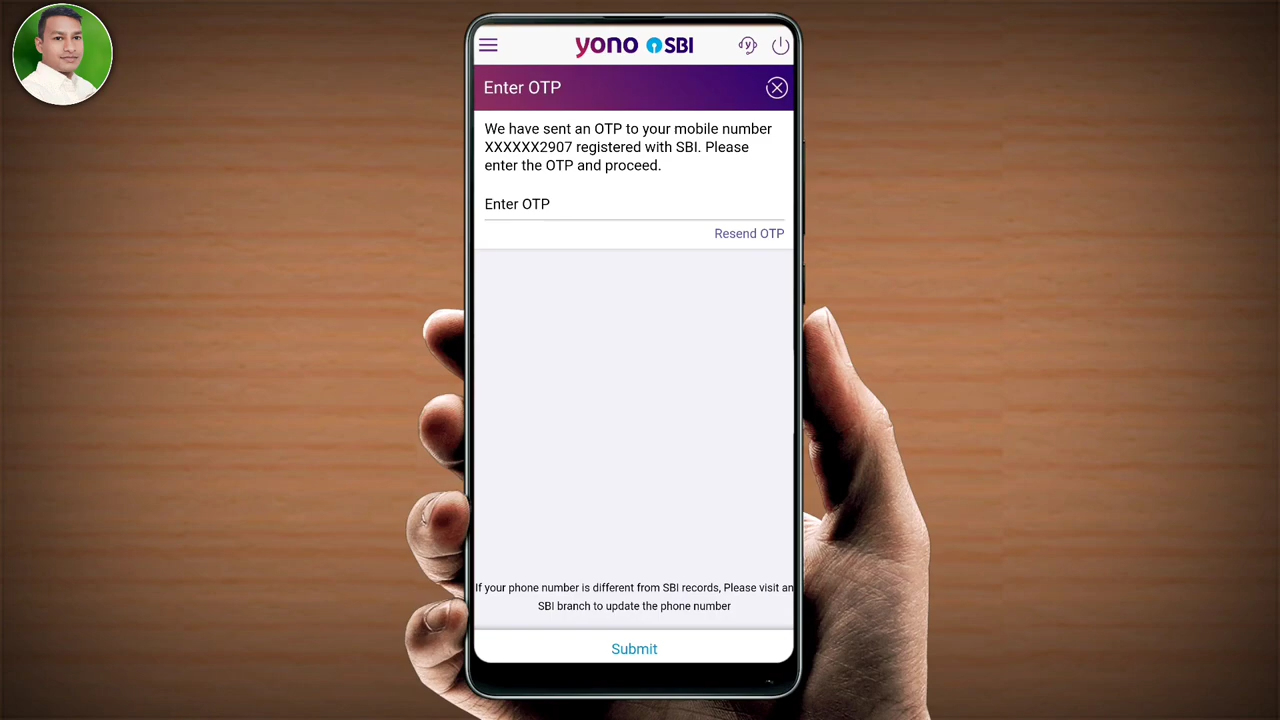 yono SBI
Enter OTP
We have sent an OTP to your mobile number
XXXXXX2907 registered with SBI. Please
enter the OTP and proceed.
Enter OTP
Resend OTP
If your phone number is different from SBI records, Please visit an
SBI branch to update the phone number
Submit